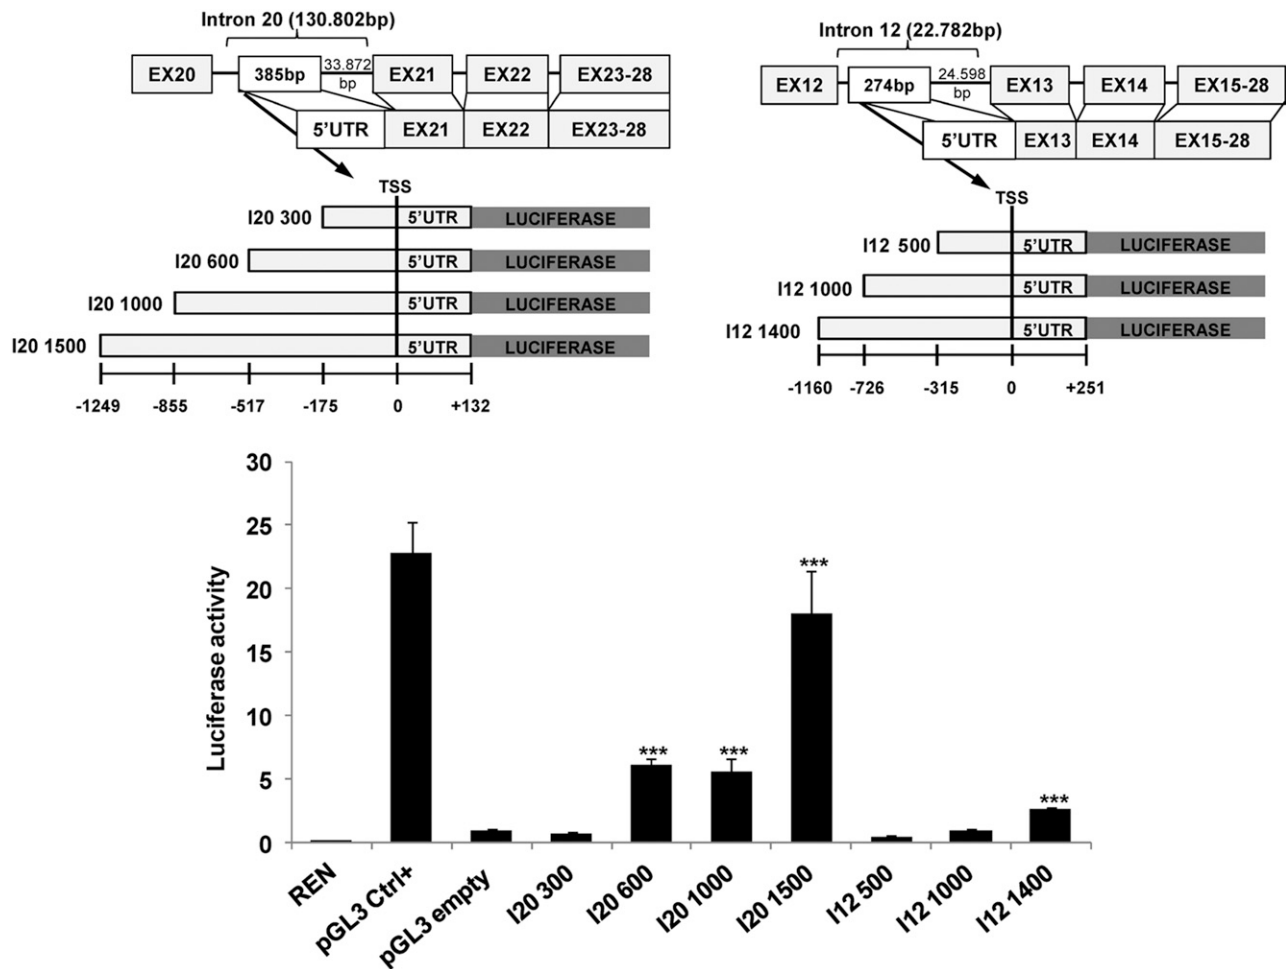 Intron 20 (130.802bp)
EX20 385bp 33.872 bp EX21 EX22 EX23-28
5'UTR EX21 EX22 EX23-28
TSS
I20 300 5'UTR LUCIFERASE
I20 600 5'UTR LUCIFERASE
I20 1000 5'UTR LUCIFERASE
I20 1500 5'UTR LUCIFERASE
-1249 -855 -517 -175 0 +132
Intron 12 (22.782bp)
EX12 274bp 24.598 bp EX13 EX14 EX15-28
5'UTR EX13 EX14 EX15-28
TSS
I12 500 5'UTR LUCIFERASE
I12 1000 5'UTR LUCIFERASE
I12 1400 5'UTR LUCIFERASE
-1160 -726 -315 0 +251
Luciferase activity
30
25
20
15
10
5
0
*** *** *** ***
REN pGL3 Ctrl+ pGL3 empty I20 300 I20 600 I20 1000 I20 1500 I12 500 I12 1000 I12 1400